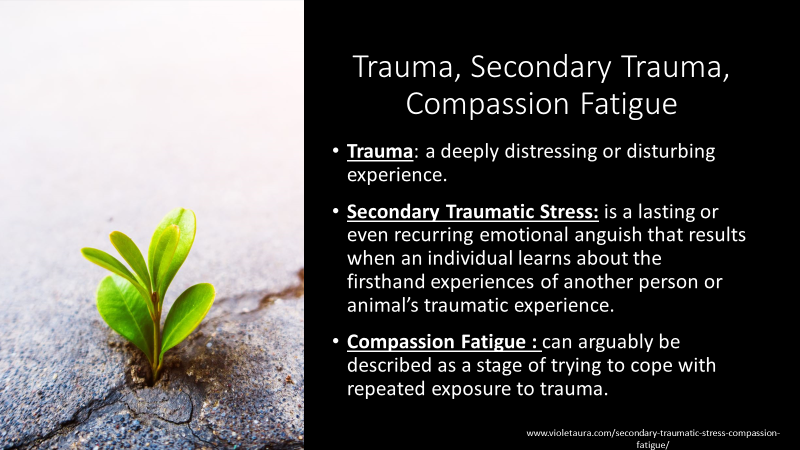 Trauma, Secondary Trauma,
Compassion Fatigue
• Trauma: a deeply distressing or disturbing
experience.
• Secondary Traumatic Stress: is a lasting or
even recurring emotional anguish that results
when an individual learns about the
firsthand experiences of another person or
animal’s traumatic experience.
• Compassion Fatigue : can arguably be
described as a stage of trying to cope with
repeated exposure to trauma.
www.violetaura.com/secondary-traumatic-stress-compassion-
fatigue/